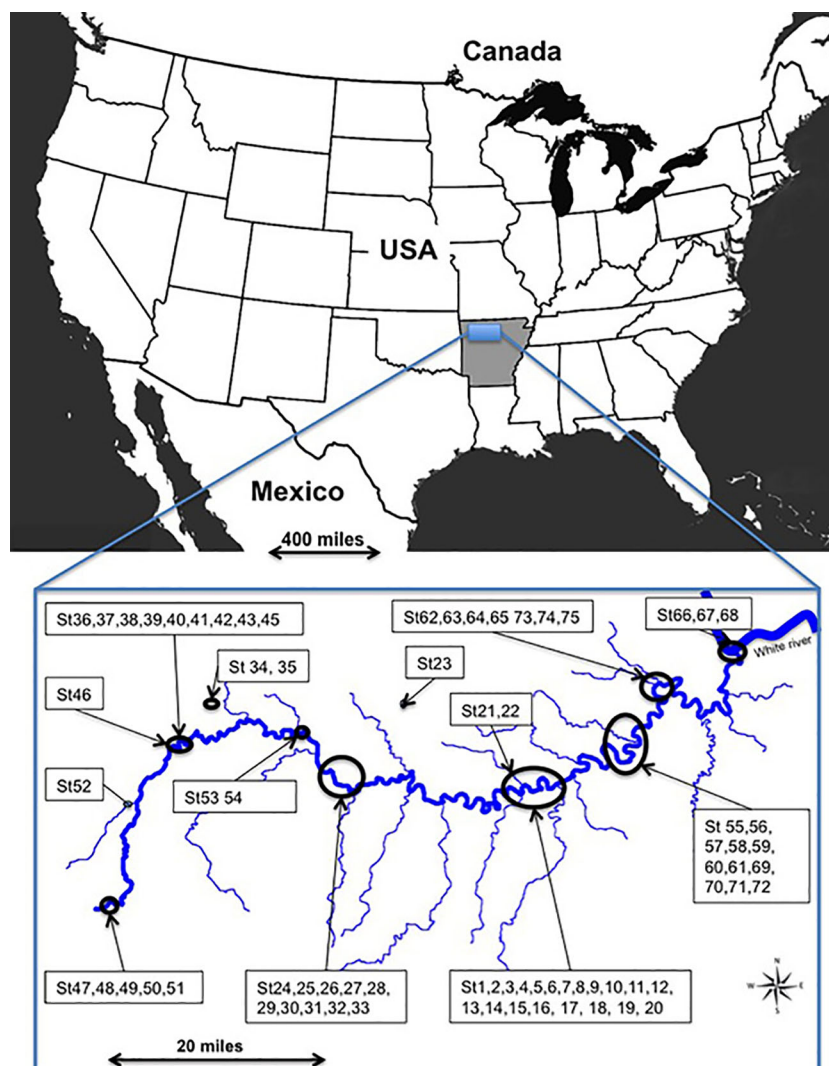 Canada
USA
Mexico
400 miles
St36,37,38,39,40,41,42,43,45
St62,63,64,65 73,74,75
St66,67,68
White river
St 34, 35
St23
St46
St21,22
St52
St53 54
St 55,56,
57,58,59,
60,61,69,
70,71,72
St47,48,49,50,51
St24,25,26,27,28,
29,30,31,32,33
St1,2,3,4,5,6,7,8,9,10,11,12,
13,14,15,16, 17, 18, 19, 20
N
W E
S
20 miles